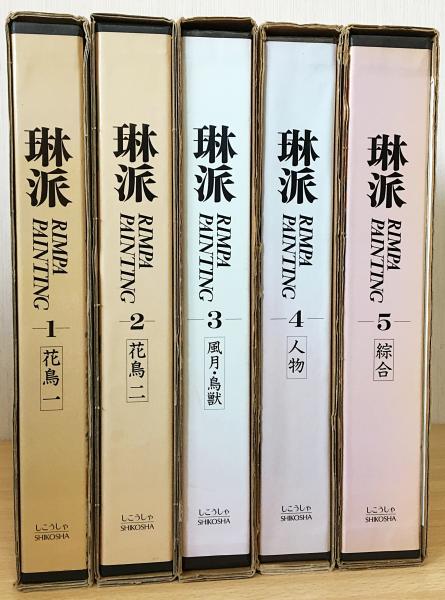 琳派
RIMPA
PAINTING
1
花鳥一
しこうしゃ
SHIKOSHA
琳派
RIMPA
PAINTING
2
花鳥二
しこうしゃ
SHIKOSHA
琳派
RIMPA
PAINTING
3
風月・鳥獣
しこうしゃ
SHIKOSHA
琳派
RIMPA
PAINTING
4
人物
しこうしゃ
SHIKOSHA
琳派
RIMPA
PAINTING
5
綜合
しこうしゃ
SHIKOSHA